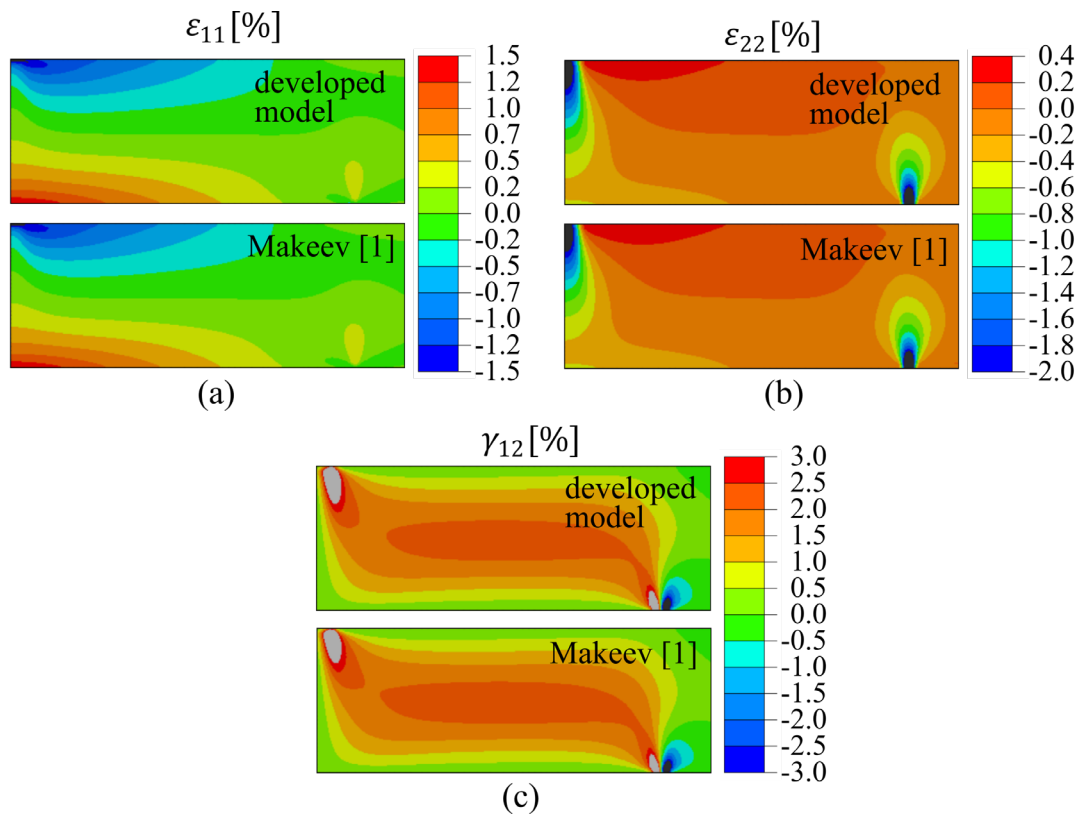 ε₁₁ [%]
developed
model
Makeev [1]
1.5
1.2
1.0
0.7
0.5
0.2
0.0
-0.2
-0.5
-0.7
-1.0
-1.2
-1.5
(a)
ε₂₂ [%]
developed
model
Makeev [1]
0.4
0.2
0.0
-0.2
-0.4
-0.6
-0.8
-1.0
-1.2
-1.4
-1.6
-1.8
-2.0
(b)
γ₁₂ [%]
developed
model
Makeev [1]
3.0
2.5
2.0
1.5
1.0
0.5
0.0
-0.5
-1.0
-1.5
-2.0
-2.5
-3.0
(c)